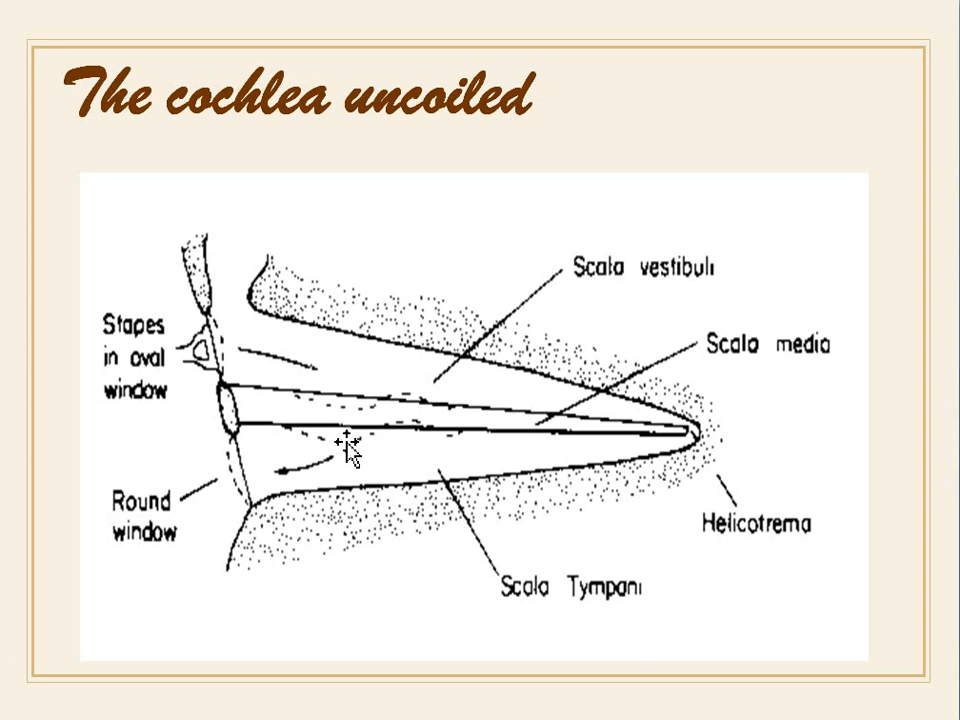 The cochlea uncoiled
Scala vestibuli
Stapes
in oval
window
Scala media
Round
window
Helicotrema
Scala Tympani